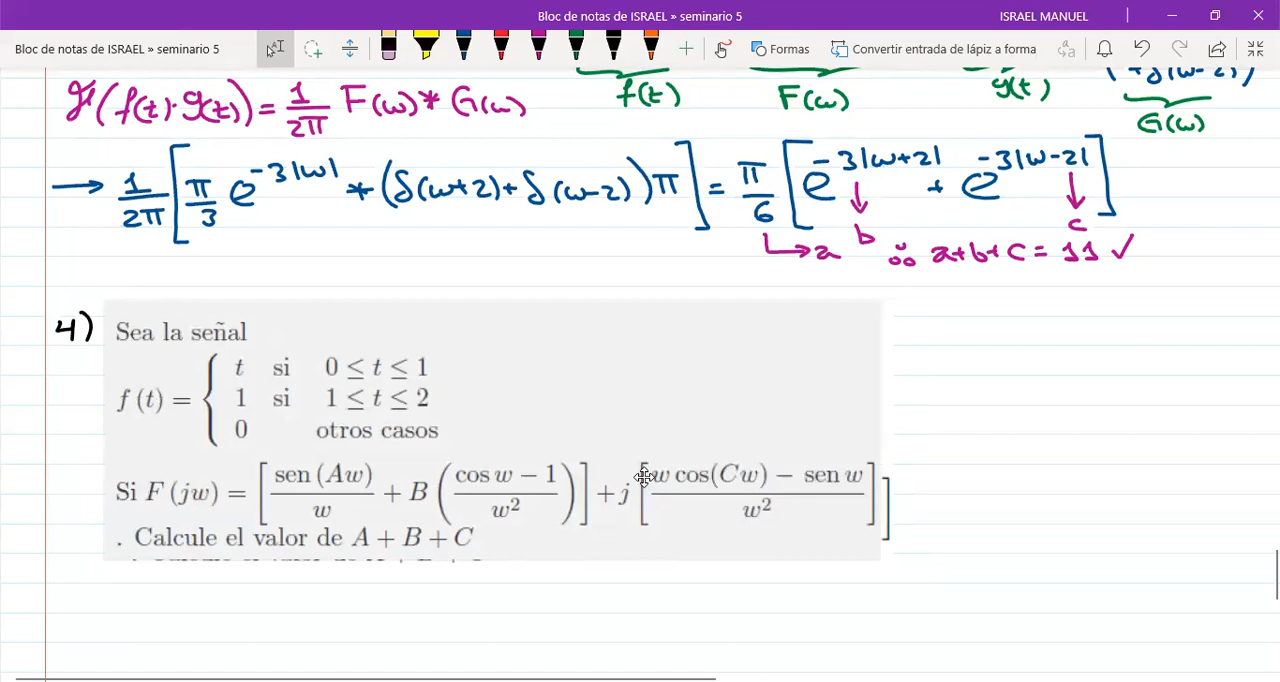 Bloc de notas de ISRAEL » seminario 5
ISRAEL MANUEL
Bloc de notas de ISRAEL » seminario 5
Formas
Convertir entrada de lápiz a forma
f(t) F(w) g(t) G(w)
ℱ(f(t)·g(t)) = 1/2π F(w) * G(w)
→ 1/2π [π/3 e^{-3|w|} * (δ(w+2)+δ(w-2))π] = π/6 [e^{-3|w+2|} + e^{-3|w-2|}]
↳a b c ∴ a+b+c = 11 ✓
4) Sea la señal
f (t) = { t si 0 ≤ t ≤ 1
1 si 1 ≤ t ≤ 2
0 otros casos
Si F (jw) = [sen (Aw)/w + B (cos w − 1/w²)] + j [w cos(Cw) − sen w/w²]]
. Calcule el valor de A + B + C